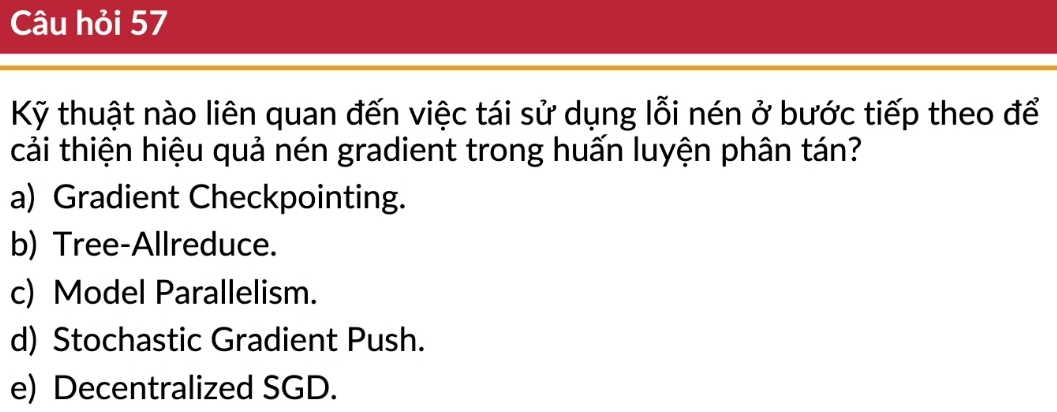 Câu hỏi 57
Kỹ thuật nào liên quan đến việc tái sử dụng lỗi nén ở bước tiếp theo để
cải thiện hiệu quả nén gradient trong huấn luyện phân tán?
a) Gradient Checkpointing.
b) Tree-Allreduce.
c) Model Parallelism.
d) Stochastic Gradient Push.
e) Decentralized SGD.